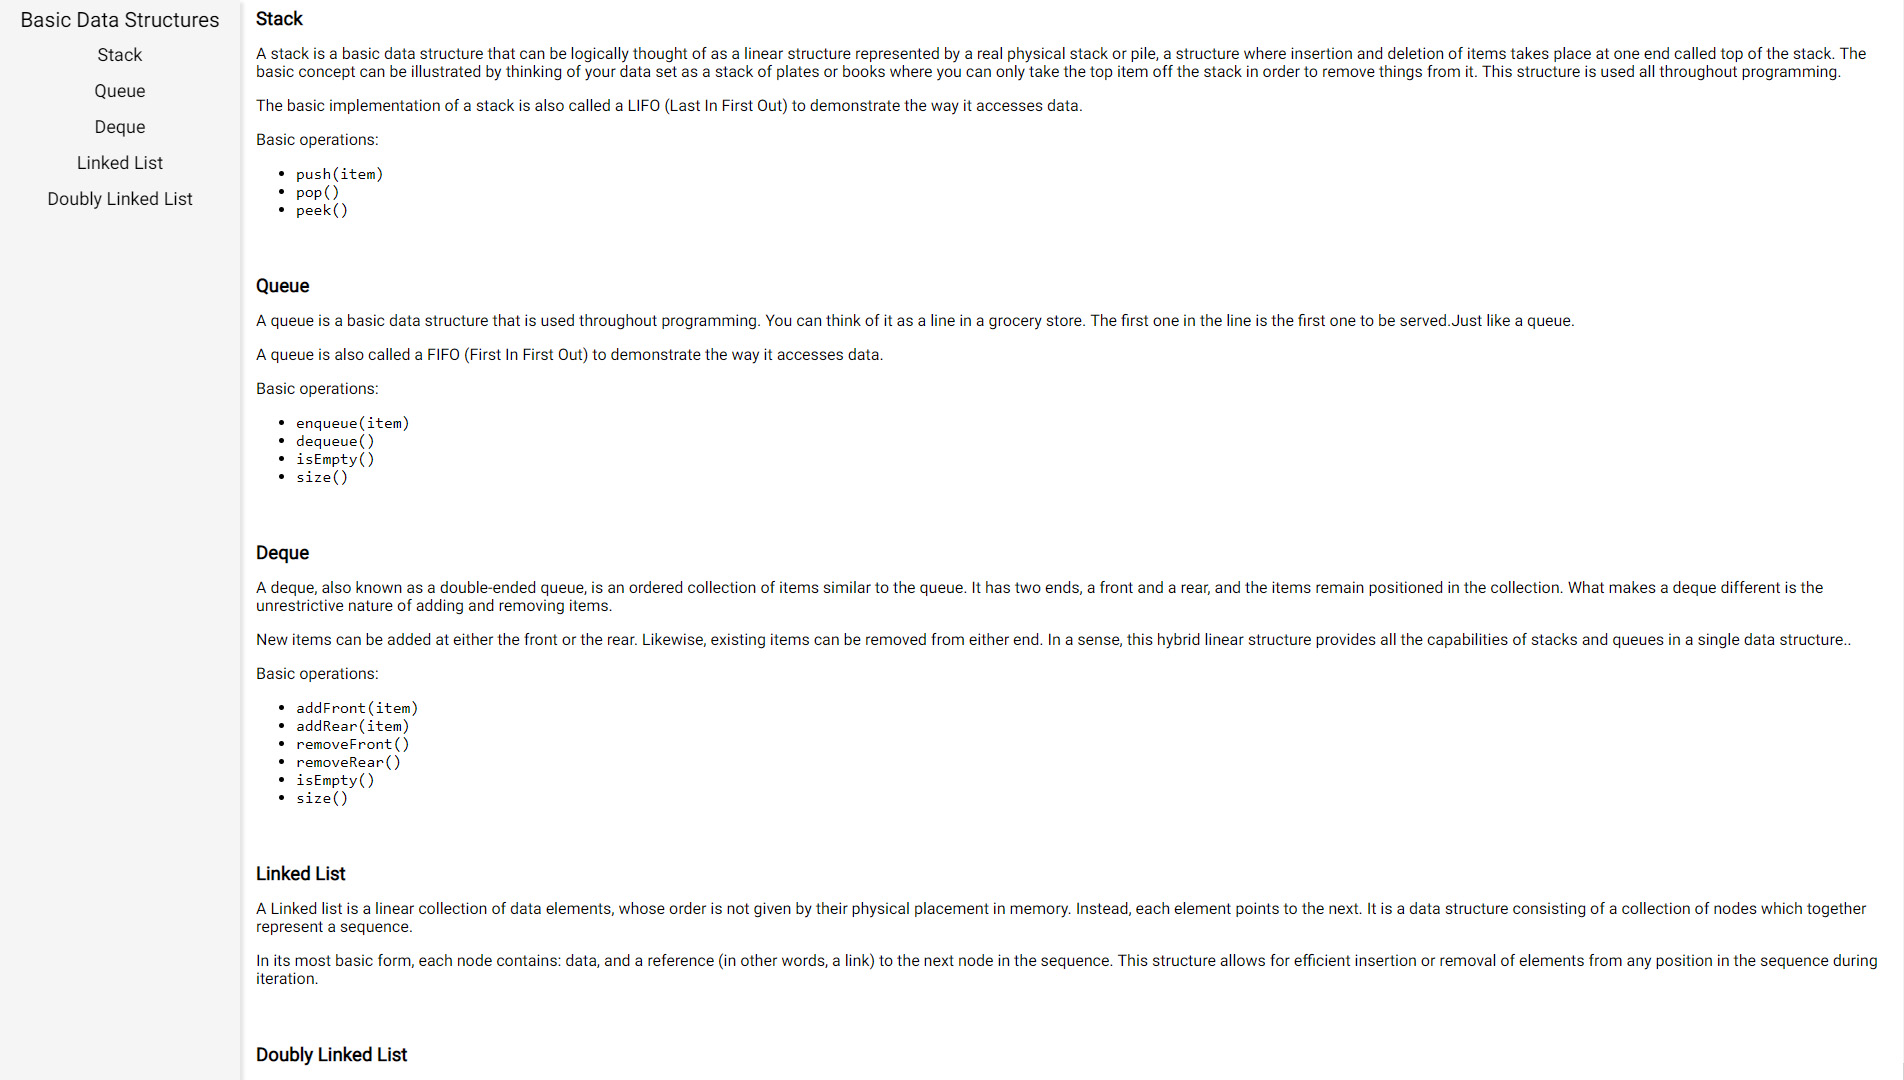 Basic Data Structures
Stack
Queue
Deque
Linked List
Doubly Linked List
Stack
A stack is a basic data structure that can be logically thought of as a linear structure represented by a real physical stack or pile, a structure where insertion and deletion of items takes place at one end called top of the stack. The
basic concept can be illustrated by thinking of your data set as a stack of plates or books where you can only take the top item off the stack in order to remove things from it. This structure is used all throughout programming.
The basic implementation of a stack is also called a LIFO (Last In First Out) to demonstrate the way it accesses data.
Basic operations:
• push(item)
• pop()
• peek()
Queue
A queue is a basic data structure that is used throughout programming. You can think of it as a line in a grocery store. The first one in the line is the first one to be served.Just like a queue.
A queue is also called a FIFO (First In First Out) to demonstrate the way it accesses data.
Basic operations:
• enqueue(item)
• dequeue()
• isEmpty()
• size()
Deque
A deque, also known as a double-ended queue, is an ordered collection of items similar to the queue. It has two ends, a front and a rear, and the items remain positioned in the collection. What makes a deque different is the
unrestrictive nature of adding and removing items.
New items can be added at either the front or the rear. Likewise, existing items can be removed from either end. In a sense, this hybrid linear structure provides all the capabilities of stacks and queues in a single data structure..
Basic operations:
• addFront(item)
• addRear(item)
• removeFront()
• removeRear()
• isEmpty()
• size()
Linked List
A Linked list is a linear collection of data elements, whose order is not given by their physical placement in memory. Instead, each element points to the next. It is a data structure consisting of a collection of nodes which together
represent a sequence.
In its most basic form, each node contains: data, and a reference (in other words, a link) to the next node in the sequence. This structure allows for efficient insertion or removal of elements from any position in the sequence during
iteration.
Doubly Linked List